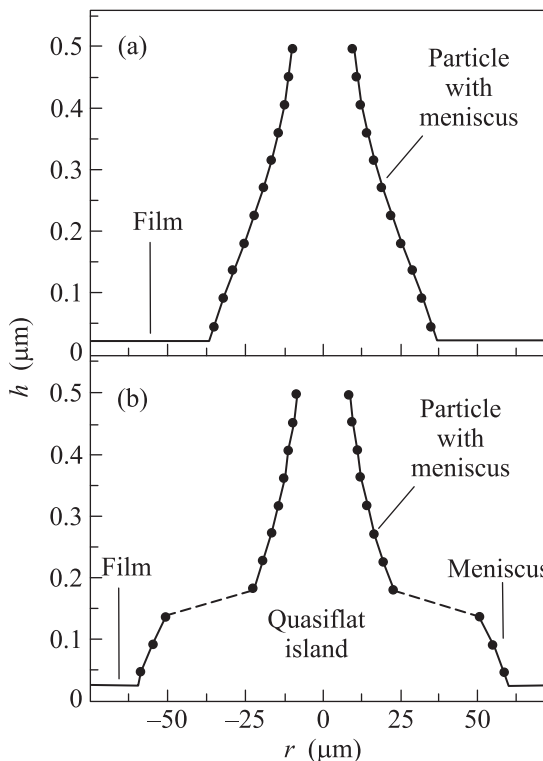 (a)
0.5
0.4
0.3
0.2
0.1
0
Particle
with
meniscus
Film
h (μm)
(b)
0.5
0.4
0.3
0.2
0.1
0
Particle
with
meniscus
Film
Meniscus
Quasiflat
island
–50 –25 0 25 50
r (μm)